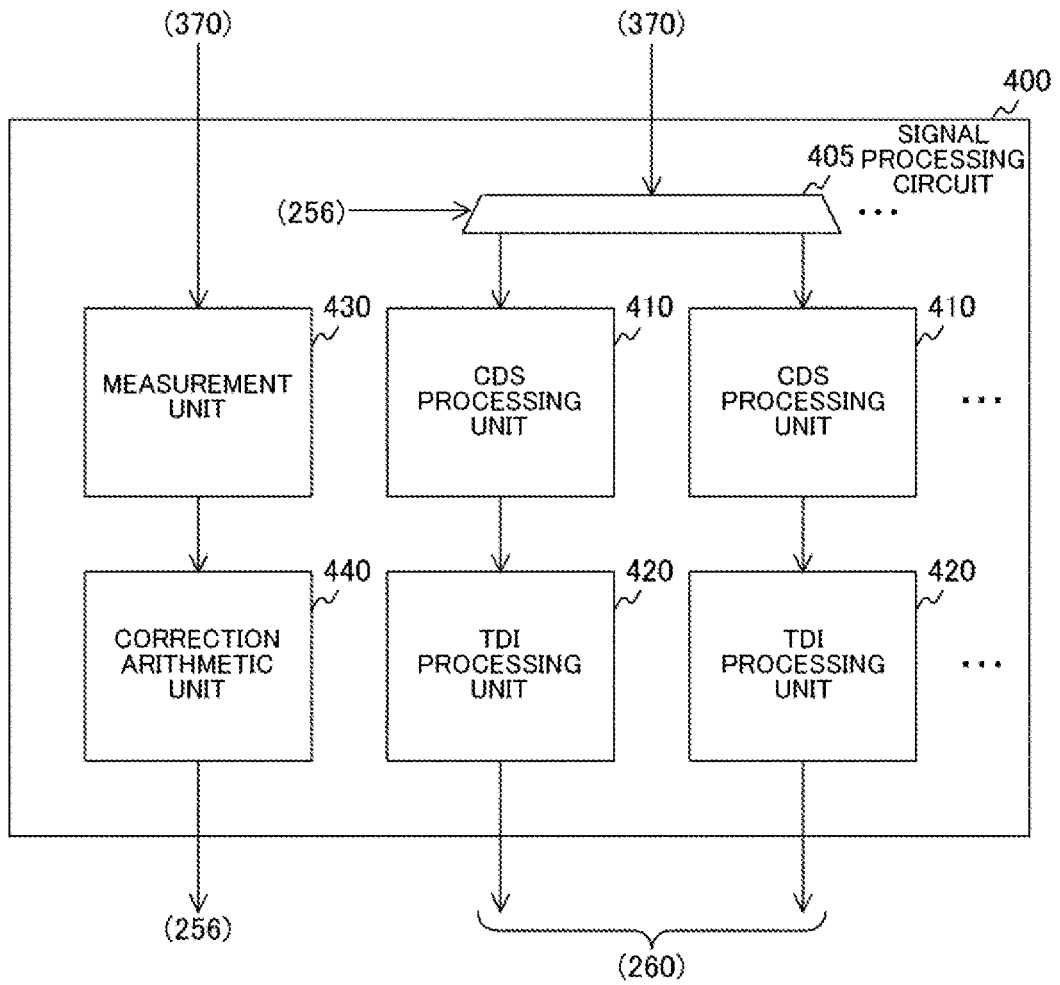 (370)
(370)
400
SIGNAL
PROCESSING
CIRCUIT
405
(256)
...
430
410
410
MEASUREMENT
UNIT
CDS
PROCESSING
UNIT
CDS
PROCESSING
UNIT
...
440
420
420
CORRECTION
ARITHMETIC
UNIT
TDI
PROCESSING
UNIT
TDI
PROCESSING
UNIT
...
(256)
(260)